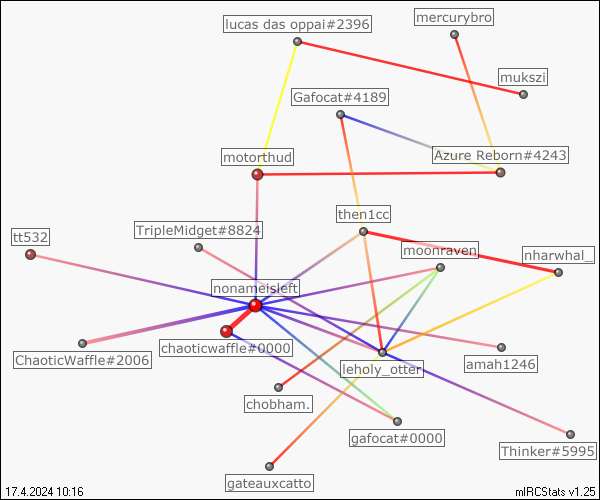 lucas das oppai#2396
mercurybro
mukszi
Gafocat#4189
motorthud
Azure Reborn#4243
then1cc
TripleMidget#8824
tt532
moonraven
nharwhal_
nonameisleft
chaoticwaffle#0000
ChaoticWaffle#2006
leholy_otter
amah1246
chobham.
gafocat#0000
Thinker#5995
gateauxcatto
17.4.2024 10:16
mIRCStats v1.25